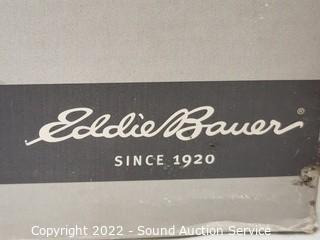 Eddie Bauer®
SINCE 1920
Copyright 2022 - Sound Auction Service